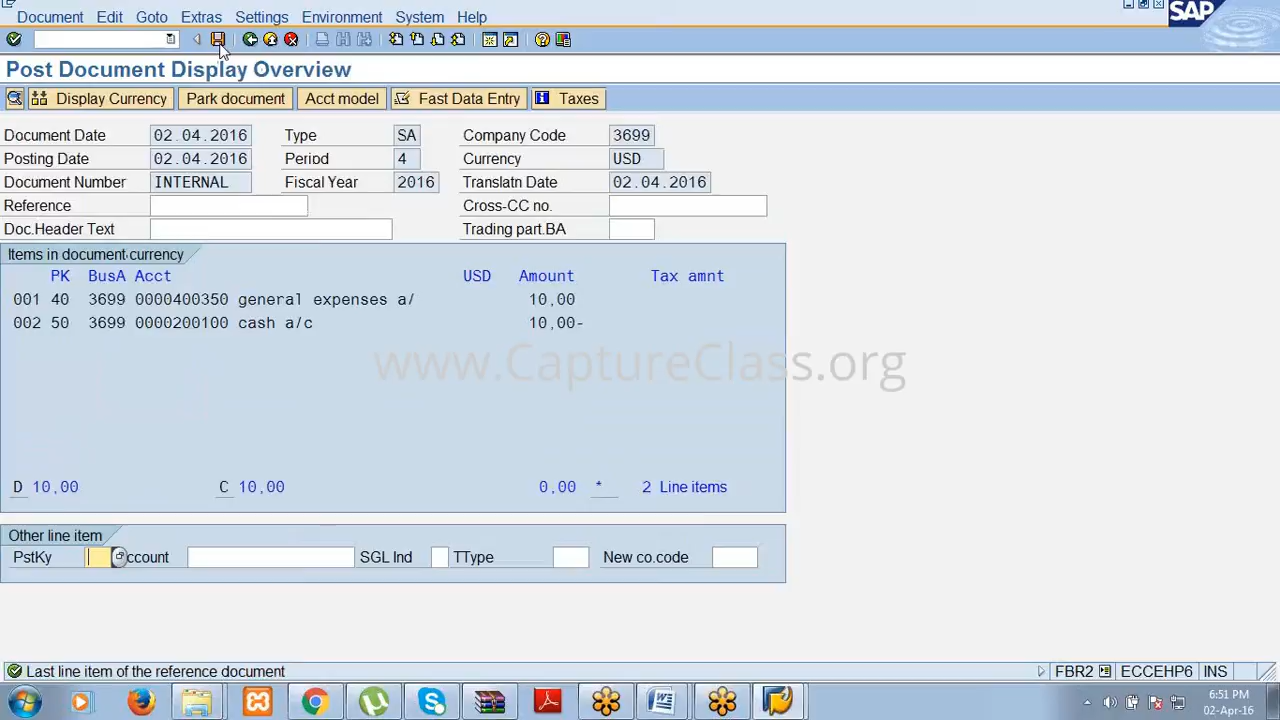 Document Edit Goto Extras Settings Environment System Help
SAP
Post Document Display Overview
Display Currency Park document Acct model Fast Data Entry Taxes
Document Date 02.04.2016 Type SA Company Code 3699
Posting Date 02.04.2016 Period 4 Currency USD
Document Number INTERNAL Fiscal Year 2016 Translatn Date 02.04.2016
Reference Cross-CC no.
Doc.Header Text Trading part.BA
Items in document currency
PK BusA Acct USD Amount Tax amnt
001 40 3699 0000400350 general expenses a/ 10,00
002 50 3699 0000200100 cash a/c 10,00-
www.CaptureClass.org
D 10,00 C 10,00 0,00 * 2 Line items
Other line item
PstKy ccount SGL Ind TType New co.code
Last line item of the reference document FBR2 ECCEHP6 INS
6:51 PM
02-Apr-16